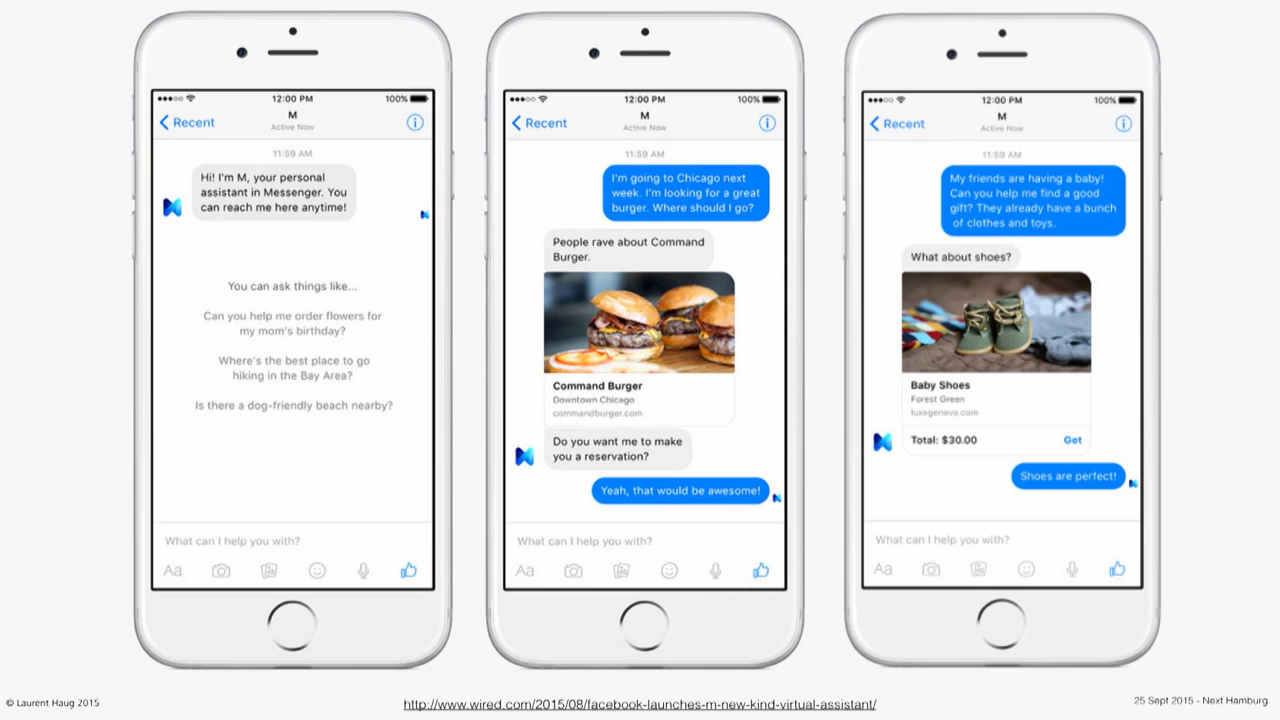 12:00 PM
100%
Recent
M
Active Now
11:59 AM
Hi! I'm M, your personal
assistant in Messenger. You
can reach me here anytime!
You can ask things like...
Can you help me order flowers for
my mom's birthday?
Where's the best place to go
hiking in the Bay Area?
Is there a dog-friendly beach nearby?
What can I help you with?
Aa
12:00 PM
100%
Recent
M
Active Now
11:59 AM
I'm going to Chicago next
week. I'm looking for a great
burger. Where should I go?
People rave about Command
Burger.
Command Burger
Downtown Chicago
commandburger.com
Do you want me to make
you a reservation?
Yeah, that would be awesome!
What can I help you with?
Aa
12:00 PM
100%
Recent
M
Active Now
11:59 AM
My friends are having a baby!
Can you help me find a good
gift? They already have a bunch
of clothes and toys.
What about shoes?
Baby Shoes
Forest Green
luxegeneva.com
Total: $30.00 Get
Shoes are perfect!
What can I help you with?
Aa
© Laurent Haug 2015
http://www.wired.com/2015/08/facebook-launches-m-new-kind-virtual-assistant/
25 Sept 2015 - Next Hamburg